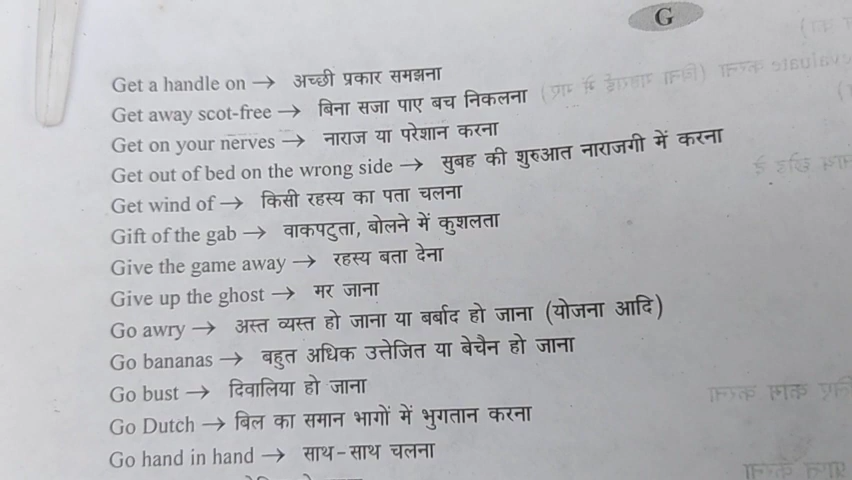 G
Get a handle on → अच्छी प्रकार समझना
Get away scot-free → बिना सजा पाए बच निकलना
Get on your nerves → नाराज या परेशान करना
Get out of bed on the wrong side → सुबह की शुरुआत नाराजगी में करना
Get wind of → किसी रहस्य का पता चलना
Gift of the gab → वाकपटुता, बोलने में कुशलता
Give the game away → रहस्य बता देना
Give up the ghost → मर जाना
Go awry → अस्त व्यस्त हो जाना या बर्बाद हो जाना (योजना आदि)
Go bananas → बहुत अधिक उत्तेजित या बेचैन हो जाना
Go bust → दिवालिया हो जाना
Go Dutch → बिल का समान भागों में भुगतान करना
Go hand in hand → साथ-साथ चलना